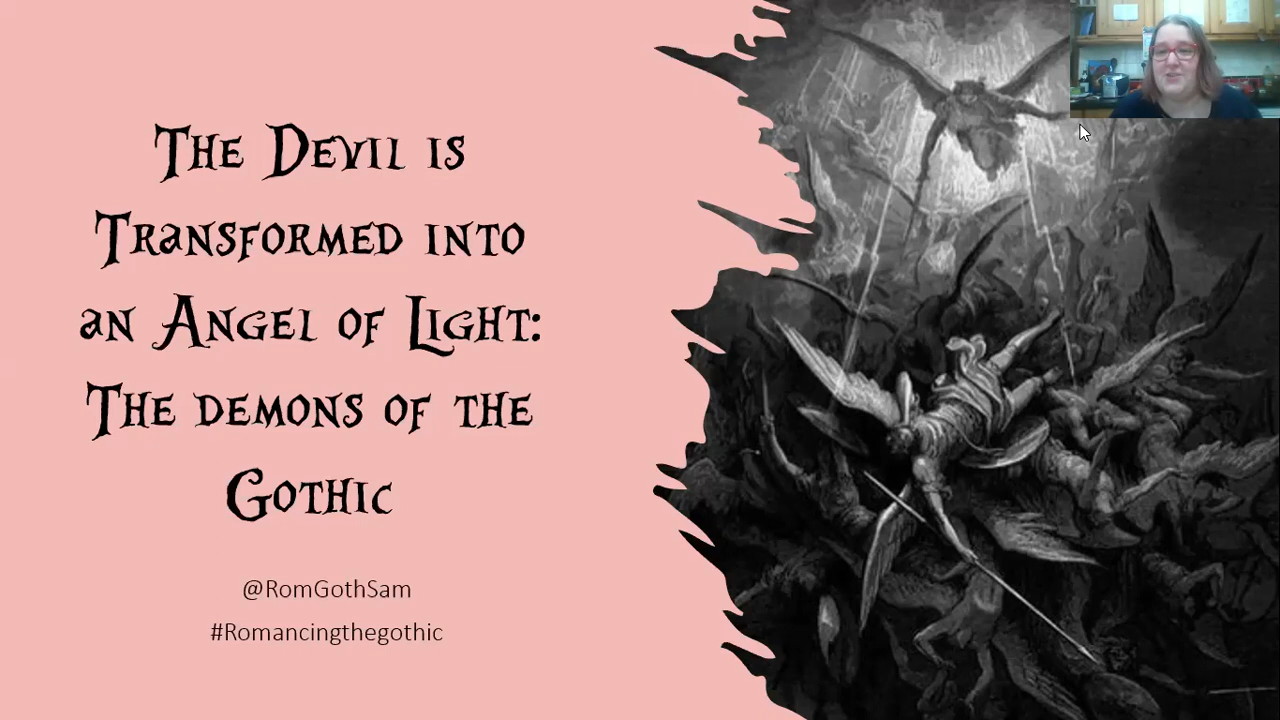 The Devil is
Transformed into
an Angel of Light:
The demons of the
Gothic
@RomGothSam
#Romancingthegothic